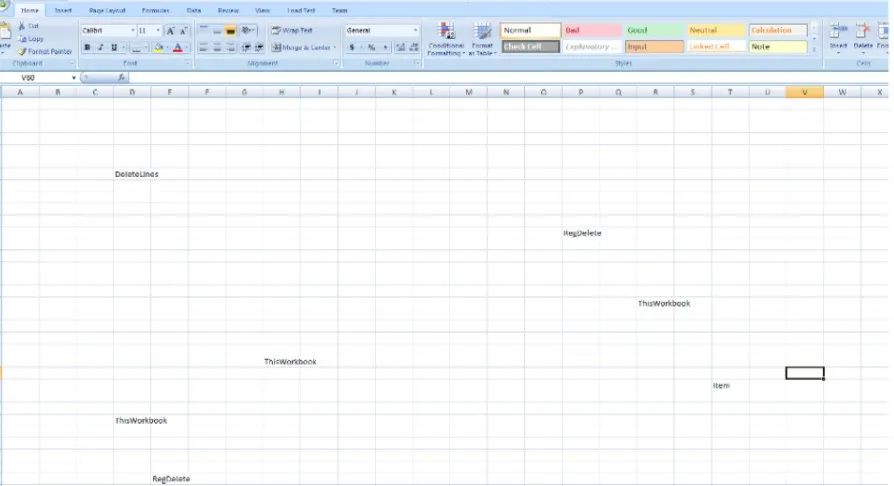 Home Insert Page Layout Formulas Data Review View Load Test Team
Cut
Copy
Format Painter
Clipboard
Calibri 11
B I U
Font
Wrap Text
Merge & Center
Alignment
General
$ % ,
Number
Conditional Formatting
Format as Table
Normal Bad Good Neutral Calculation
Check Cell Explanatory ... Input Linked Cell Note
Styles
Insert Delete
Cells
V60
fx
A B C D E F G H I J K L M N O P Q R S T U V W X
DeleteLines
RegDelete
ThisWorkbook
ThisWorkbook
Item
ThisWorkbook
RegDelete